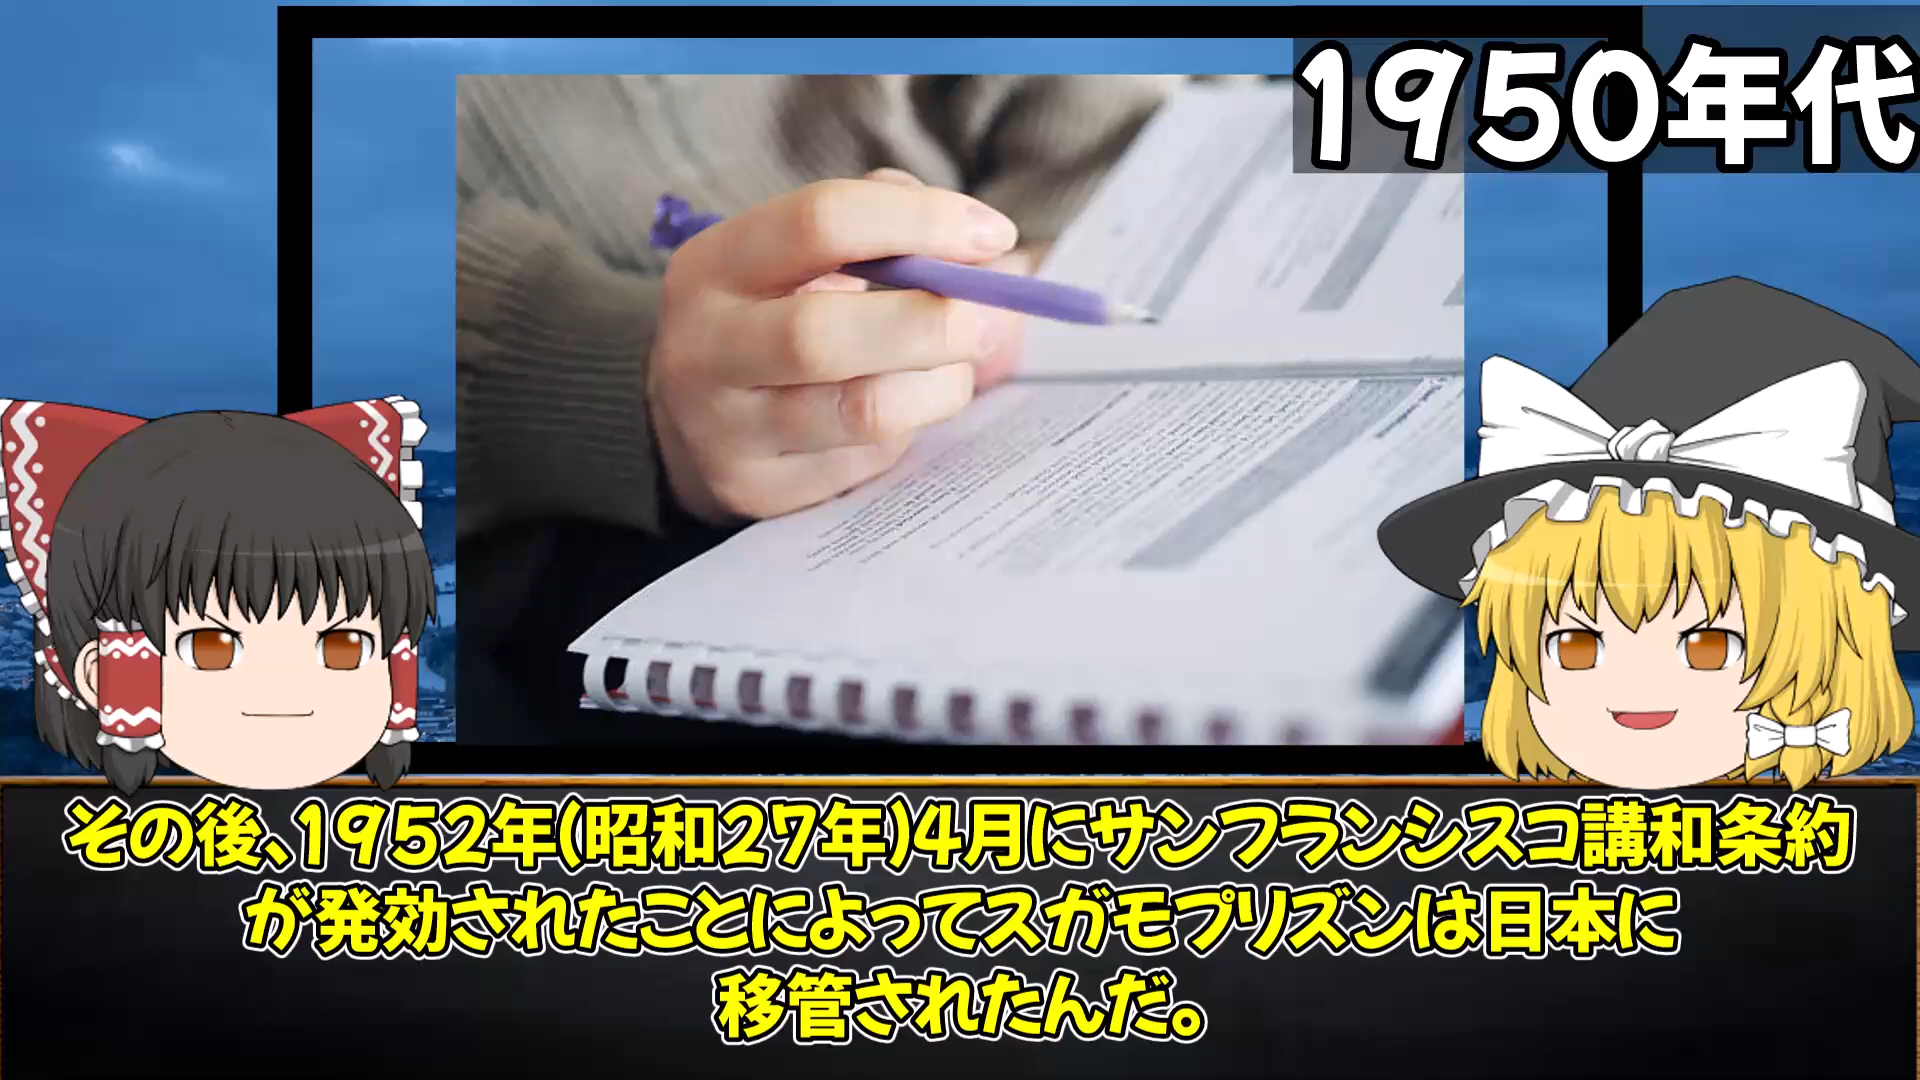 1950年代
その後、1952年(昭和27年)4月にサンフランシスコ講和条約
が発効されたことによってスガモプリズンは日本に
移管されたんだ。